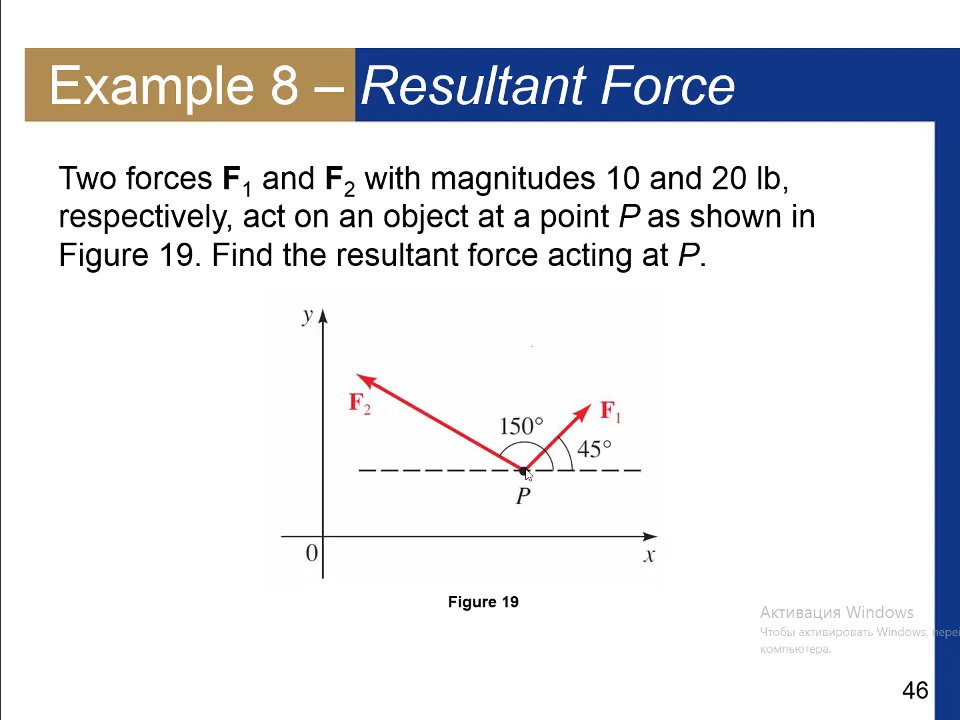 Example 8 – Resultant Force
Two forces F1 and F2 with magnitudes 10 and 20 lb,
respectively, act on an object at a point P as shown in
Figure 19. Find the resultant force acting at P.
y
F2
150°
F1
45°
P
0
x
Figure 19
Активация Windows
Чтобы активировать Windows, пере
компьютера.
46